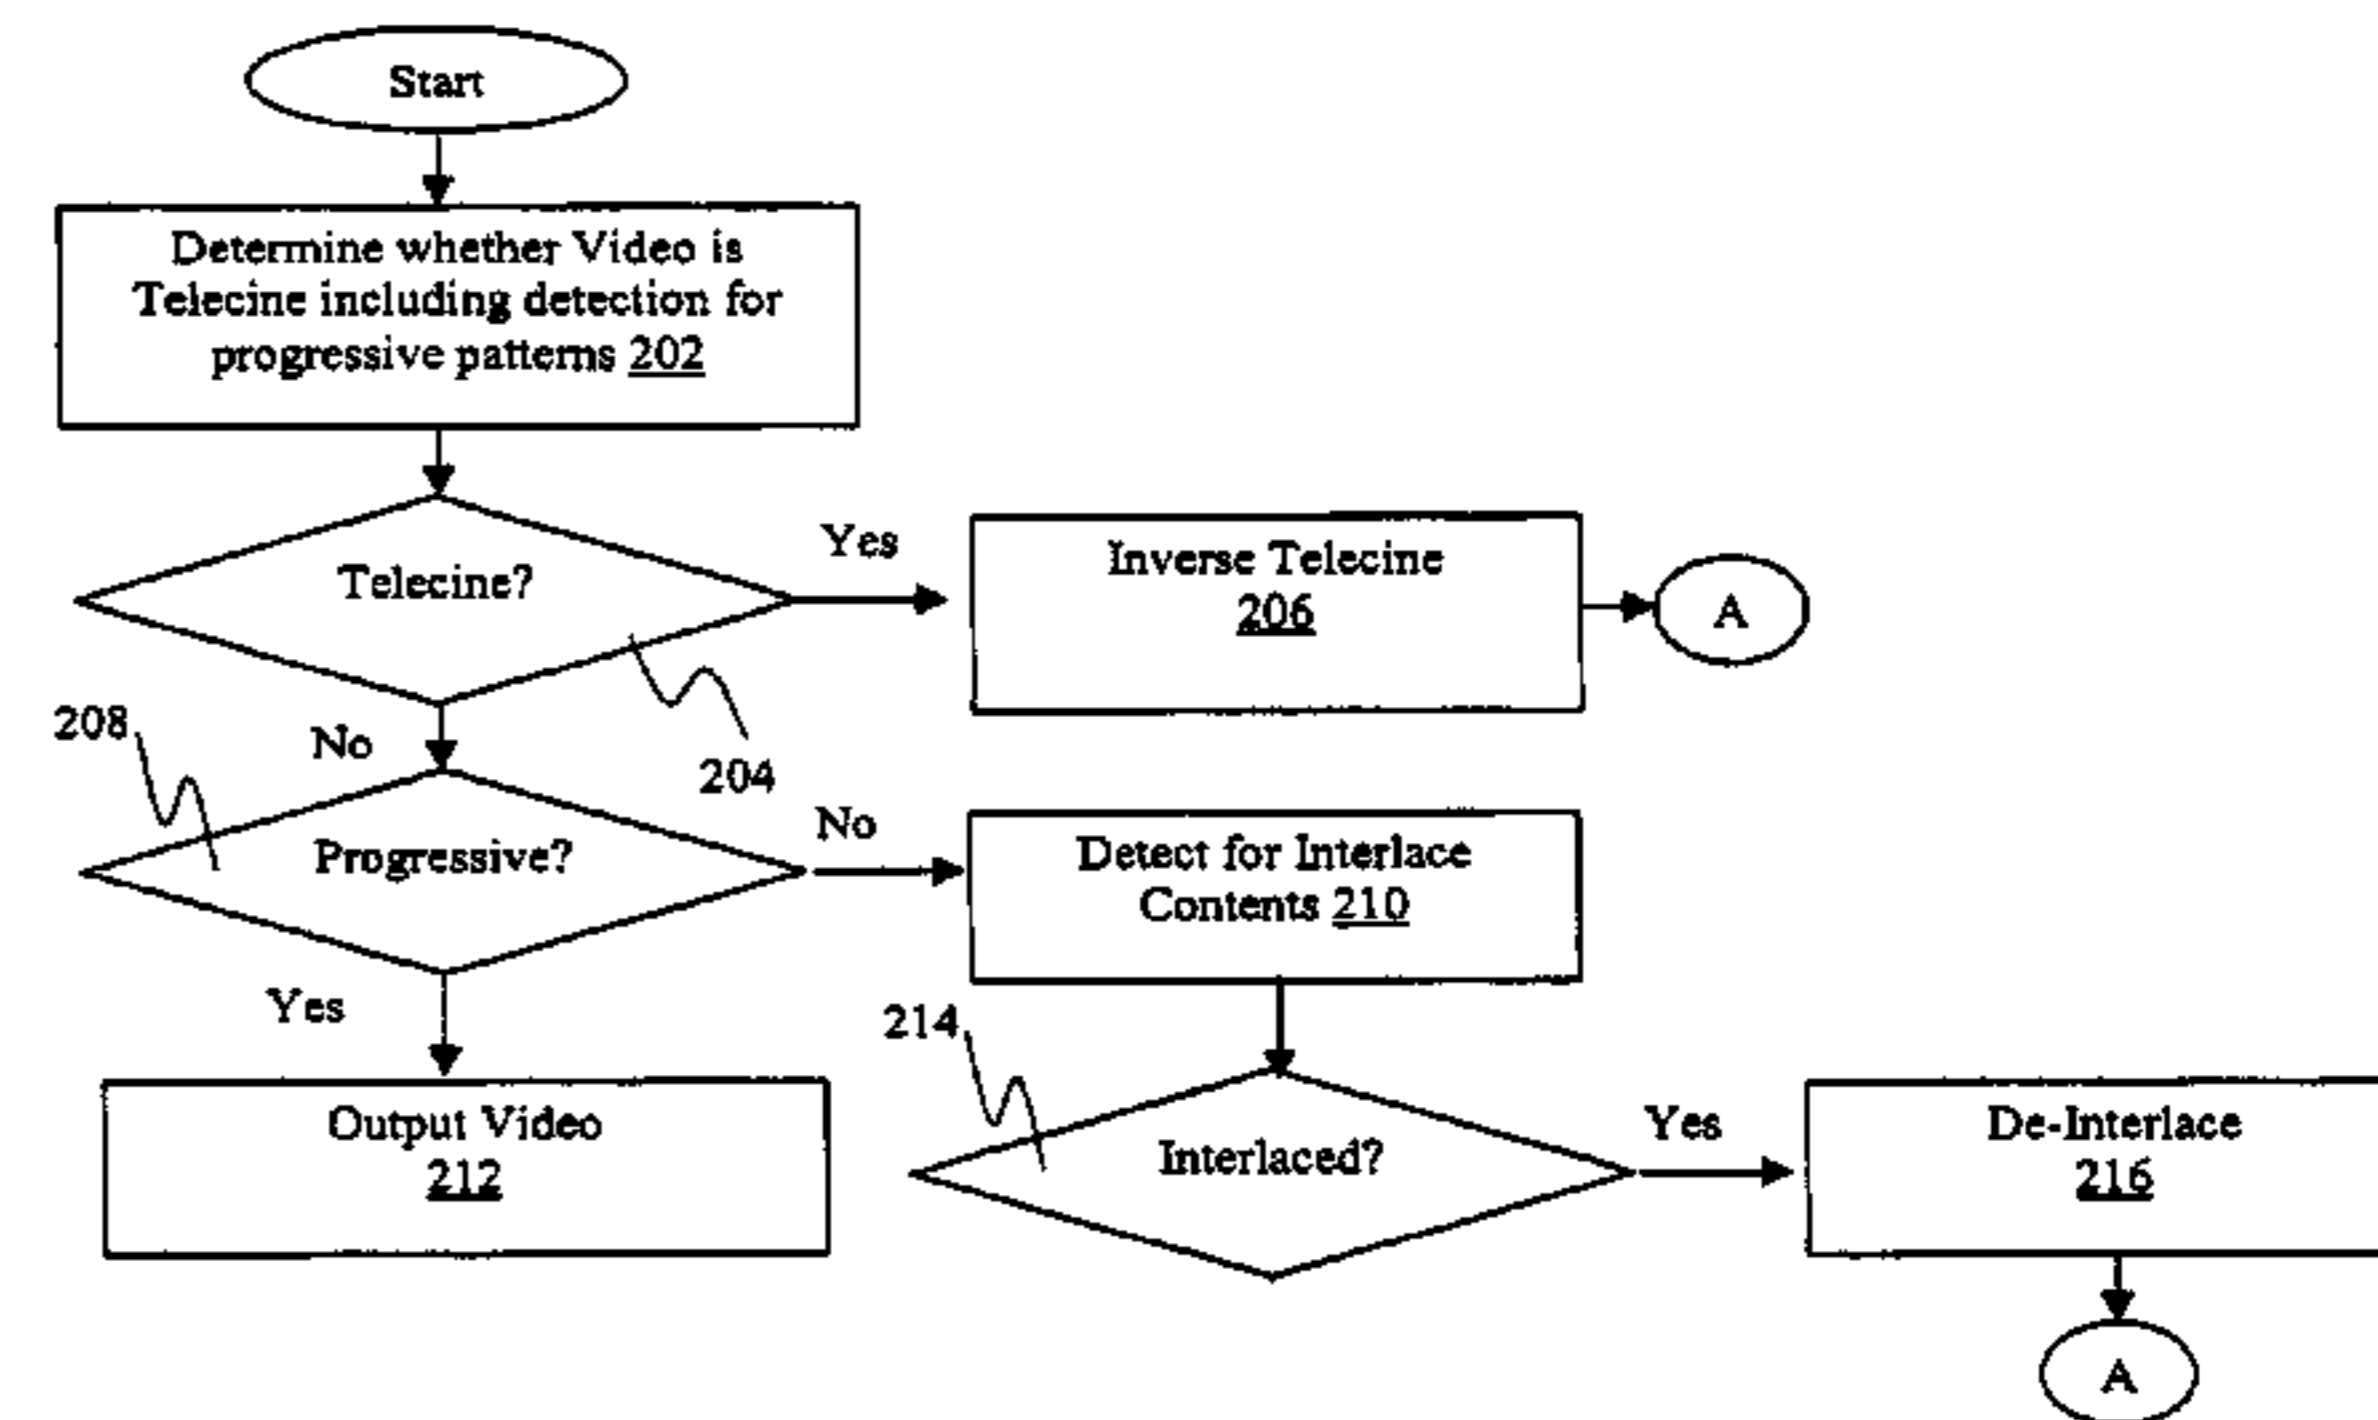 Start
Determine whether Video is
Telecine including detection for
progressive patterns 202
Telecine?
Yes
Inverse Telecine
206
A
204
No
208
Progressive?
No
Detect for Interlace
Contents 210
Yes
Output Video
212
214
Interlaced?
Yes
De-Interlace
216
A